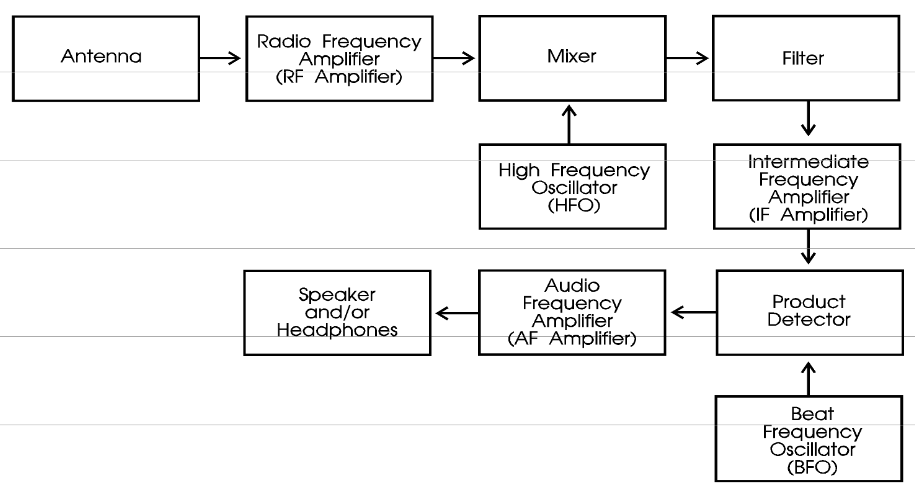 Antenna
Radio Frequency
Amplifier
(RF Amplifier)
Mixer
Filter
High Frequency
Oscillator
(HFO)
Intermediate
Frequency
Amplifier
(IF Amplifier)
Speaker
and/or
Headphones
Audio
Frequency
Amplifier
(AF Amplifier)
Product
Detector
Beat
Frequency
Oscillator
(BFO)